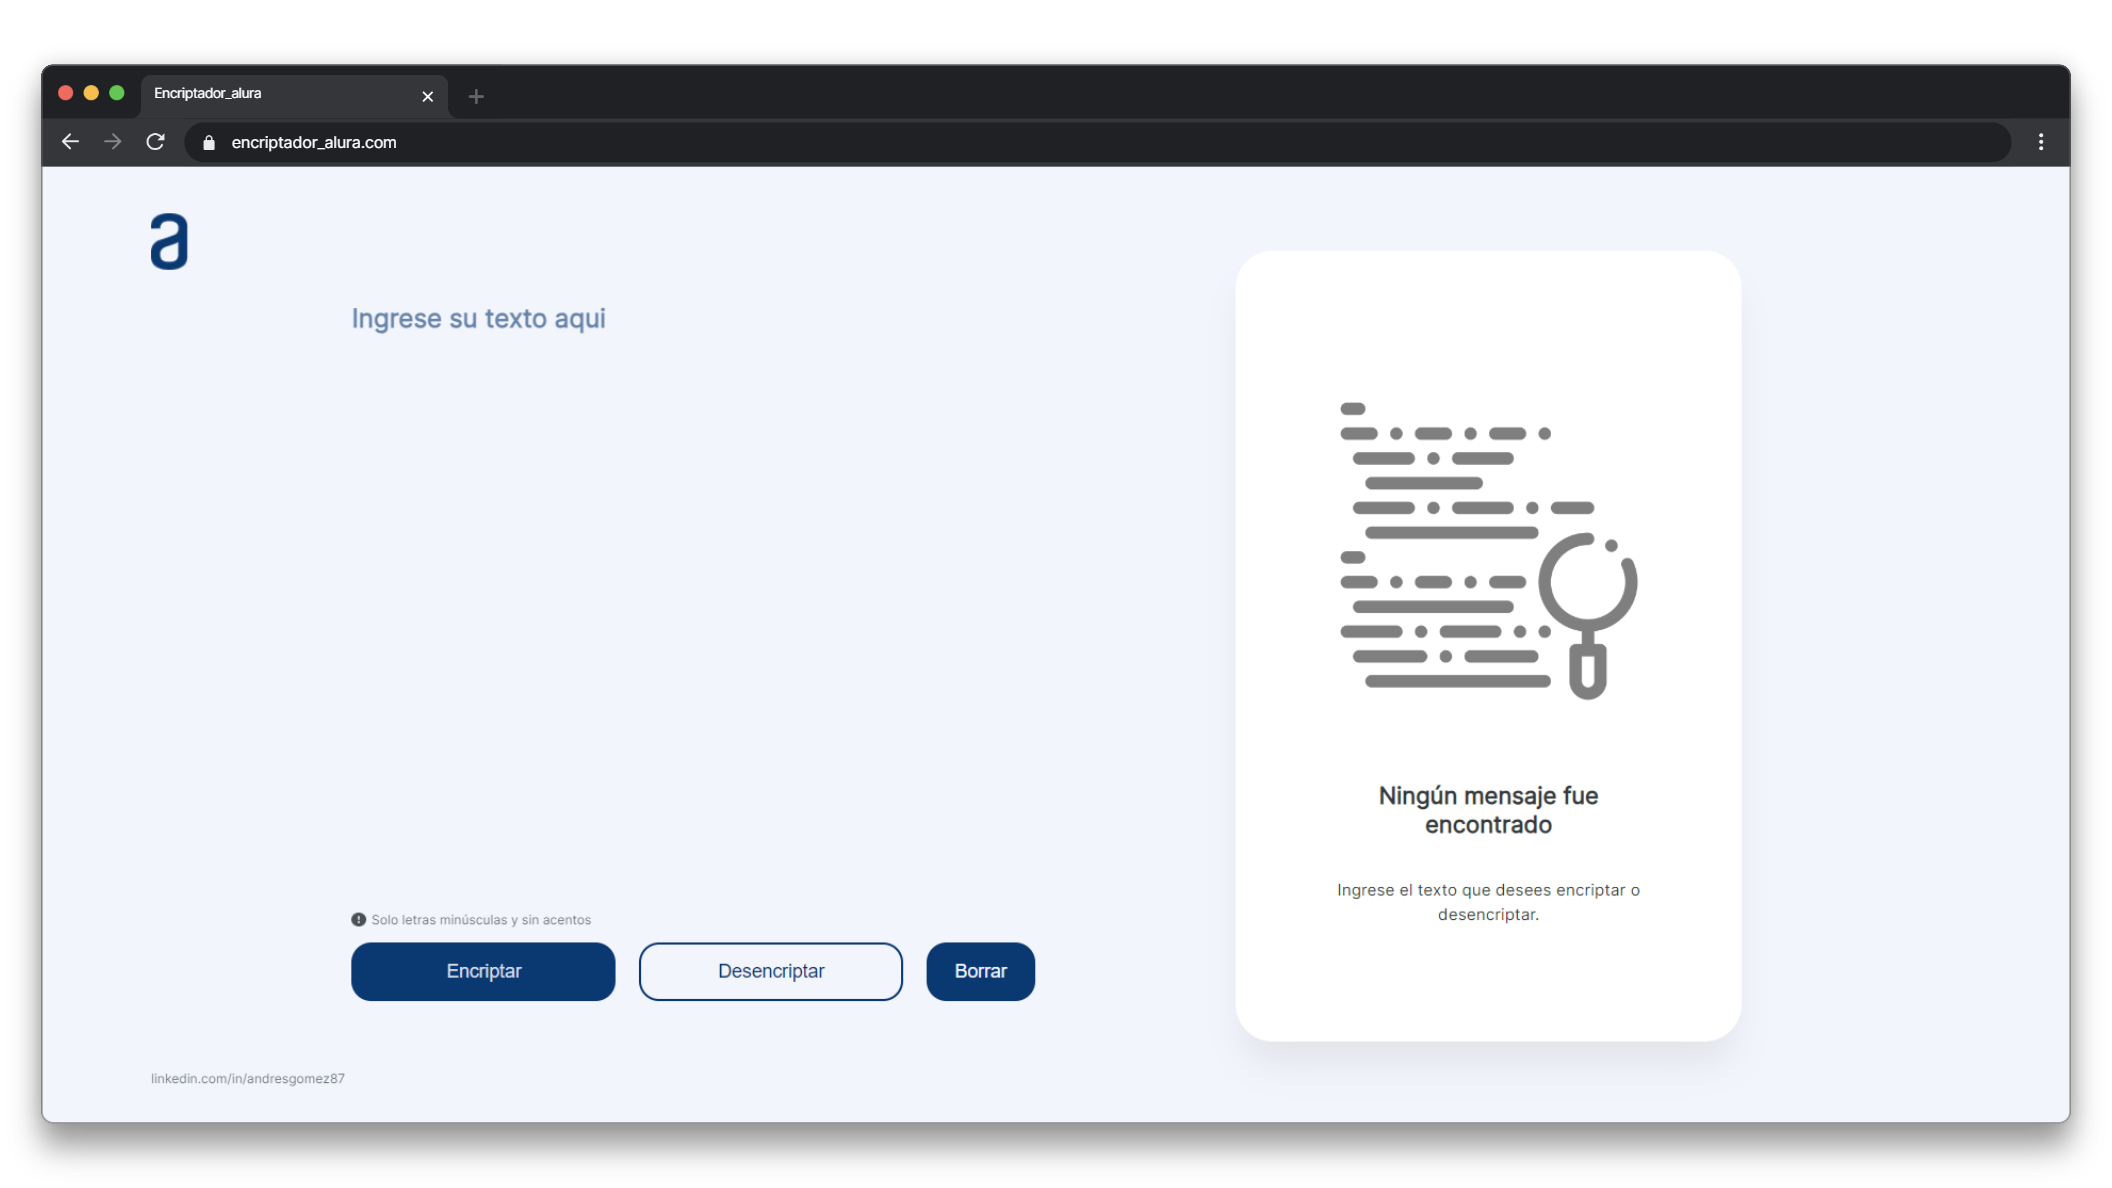 Encriptador_alura
encriptador_alura.com
a
Ingrese su texto aqui
Solo letras minúsculas y sin acentos
Encriptar
Desencriptar
Borrar
linkedin.com/in/andresgomez87
Ningún mensaje fue
encontrado
Ingrese el texto que desees encriptar o
desencriptar.